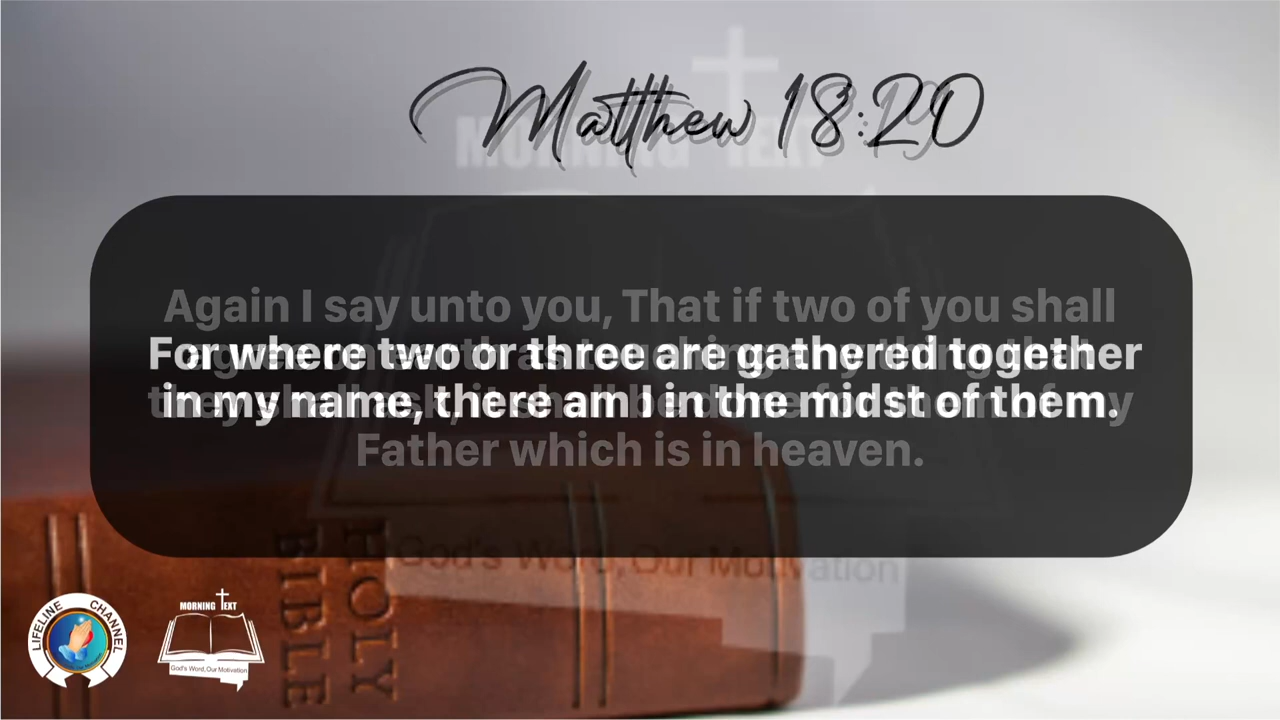 Matthew 18:20
MORNING TEXT
Again I say unto you, That if two of you shall
For where two or three are gathered together
in my name, there am I in the midst of them.
Father which is in heaven.
God's Word, Our Motivation
HOLY
BIBLE
LIFELINE CHANNEL
MORNING TEXT
God's Word, Our Motivation